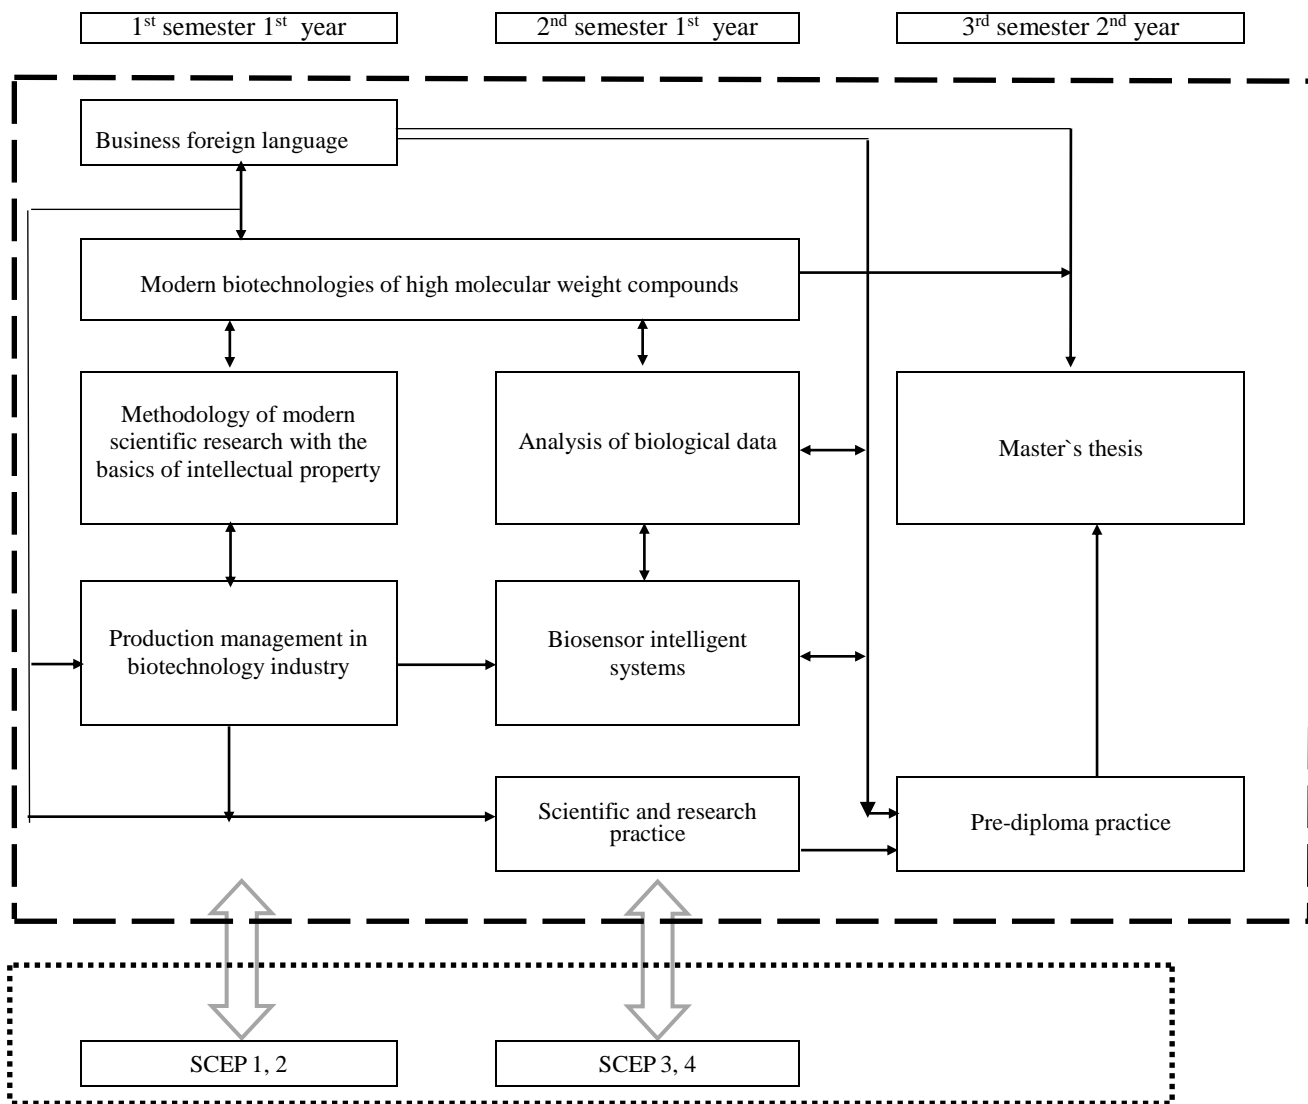 1st semester 1st year
2nd semester 1st year
3rd semester 2nd year
Business foreign language
Modern biotechnologies of high molecular weight compounds
Methodology of modern
scientific research with the
basics of intellectual property
Analysis of biological data
Master`s thesis
Production management in
biotechnology industry
Biosensor intelligent
systems
Scientific and research
practice
Pre-diploma practice
SCEP 1, 2
SCEP 3, 4